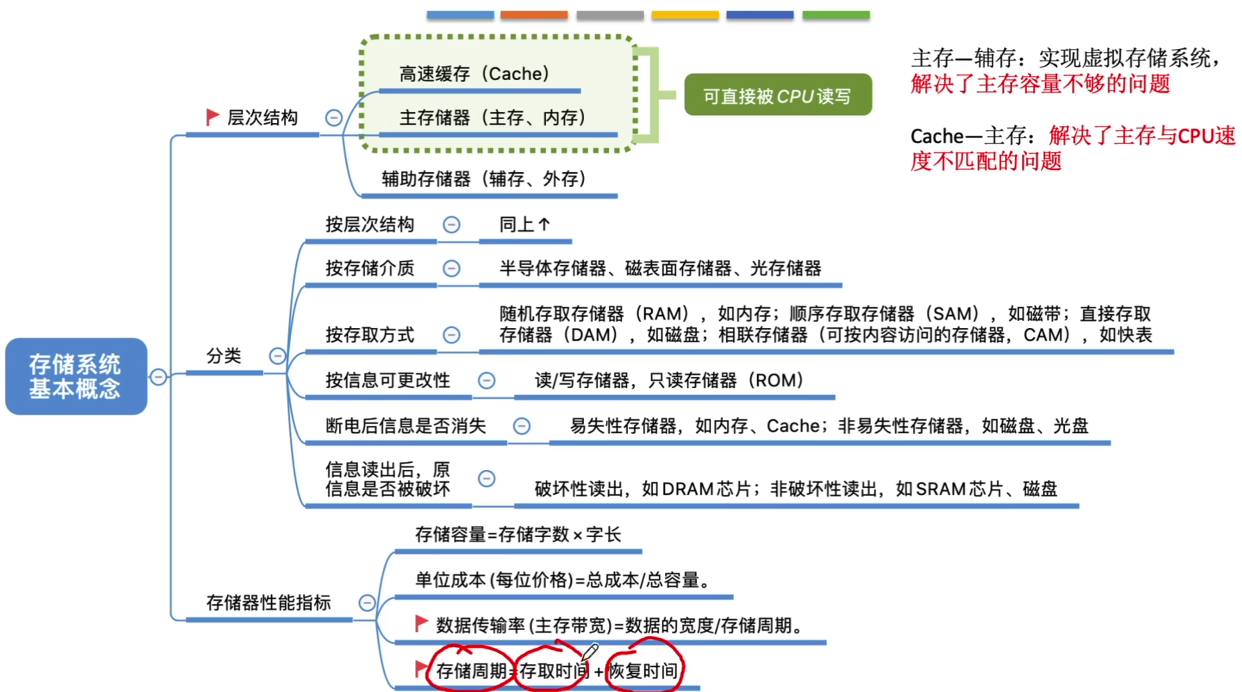 高速缓存（Cache）
主存储器（主存、内存）
可直接被CPU读写
层次结构
辅助存储器（辅存、外存）
主存—辅存：实现虚拟存储系统，
解决了主存容量不够的问题
Cache—主存：解决了主存与CPU速
度不匹配的问题
按层次结构
同上↑
按存储介质
半导体存储器、磁表面存储器、光存储器
按存取方式
随机存取存储器（RAM），如内存；顺序存取存储器（SAM），如磁带；直接存取
存储器（DAM），如磁盘；相联存储器（可按内容访问的存储器，CAM），如快表
存储系统
基本概念
分类
按信息可更改性
读/写存储器，只读存储器（ROM）
断电后信息是否消失
易失性存储器，如内存、Cache；非易失性存储器，如磁盘、光盘
信息读出后，原
信息是否被破坏
破坏性读出，如DRAM芯片；非破坏性读出，如SRAM芯片、磁盘
存储器性能指标
存储容量=存储字数×字长
单位成本(每位价格)=总成本/总容量。
数据传输率(主存带宽)=数据的宽度/存储周期。
存储周期=存取时间+恢复时间